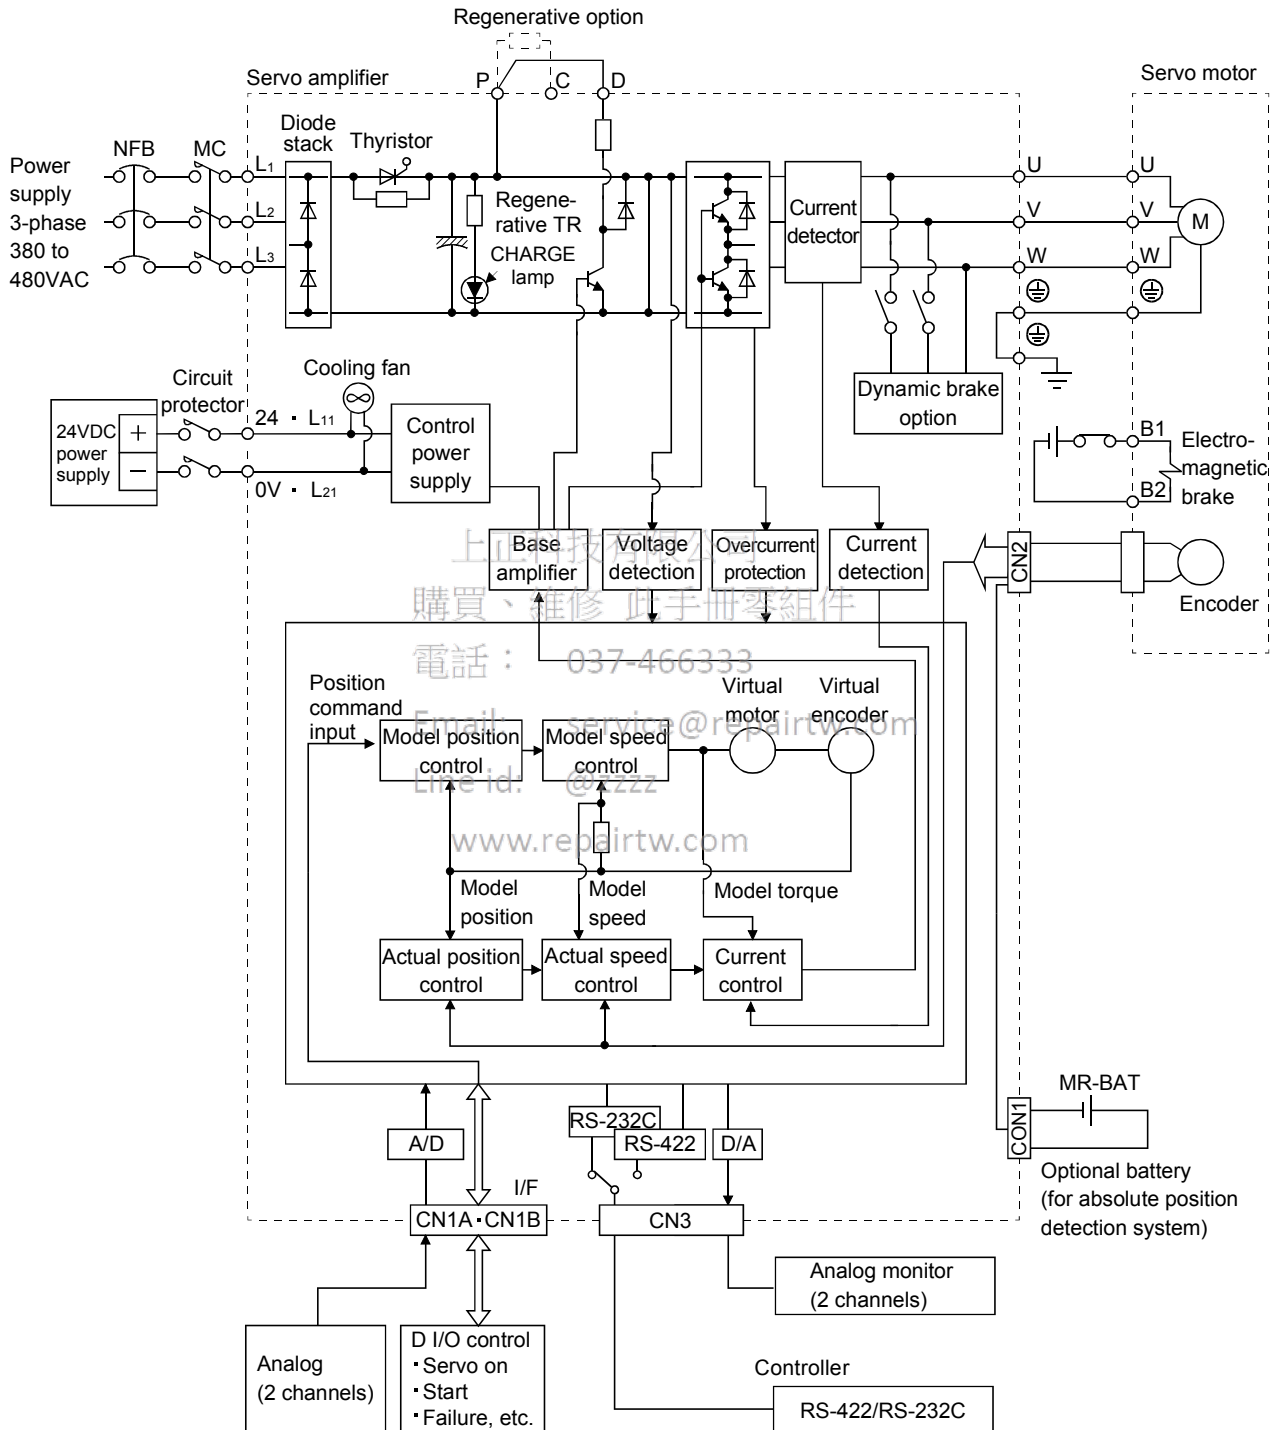 Regenerative option
Servo amplifier
P
C
D
Servo motor
Diode
stack
Thyristor
NFB
MC
Power
supply
3-phase
380 to
480VAC
L1
L2
L3
Regene-
rative TR
CHARGE
lamp
Current
detector
U
V
W
U
V
W
M
Dynamic brake
option
Cooling fan
Circuit
protector
24VDC
power
supply
+
−
24 · L11
0V · L21
Control
power
supply
B1
B2
Electro-
magnetic
brake
Base
amplifier
Voltage
detection
Overcurrent
protection
Current
detection
CN2
Encoder
上正科技有限公司
購買、維修 此手冊零組件
電話： 037-466333
Email: service@repairtw.com
Line id: @zzzz
www.repairtw.com
Position
command
input
Model position
control
Model speed
control
Virtual
motor
Virtual
encoder
Model
position
Model
speed
Model torque
Actual position
control
Actual speed
control
Current
control
A/D
I/F
RS-232C
RS-422
D/A
CN1A · CN1B
CN3
CON1
MR-BAT
Optional battery
(for absolute position
detection system)
Analog
(2 channels)
D I/O control
· Servo on
· Start
· Failure, etc.
Analog monitor
(2 channels)
Controller
RS-422/RS-232C